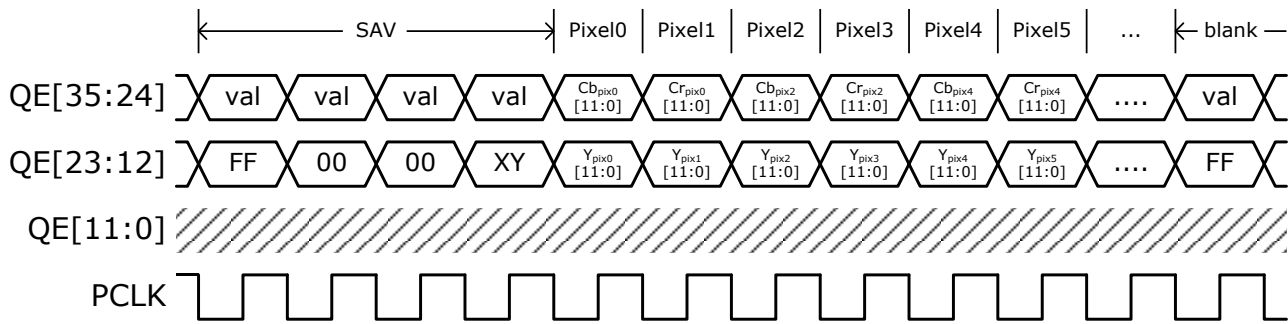 SAV Pixel0 Pixel1 Pixel2 Pixel3 Pixel4 Pixel5 ... blank
QE[35:24] val val val val Cbpix0 [11:0] Crpix0 [11:0] Cbpix2 [11:0] Crpix2 [11:0] Cbpix4 [11:0] Crpix4 [11:0] .... val
QE[23:12] FF 00 00 XY Ypix0 [11:0] Ypix1 [11:0] Ypix2 [11:0] Ypix3 [11:0] Ypix4 [11:0] Ypix5 [11:0] .... FF
QE[11:0]
PCLK